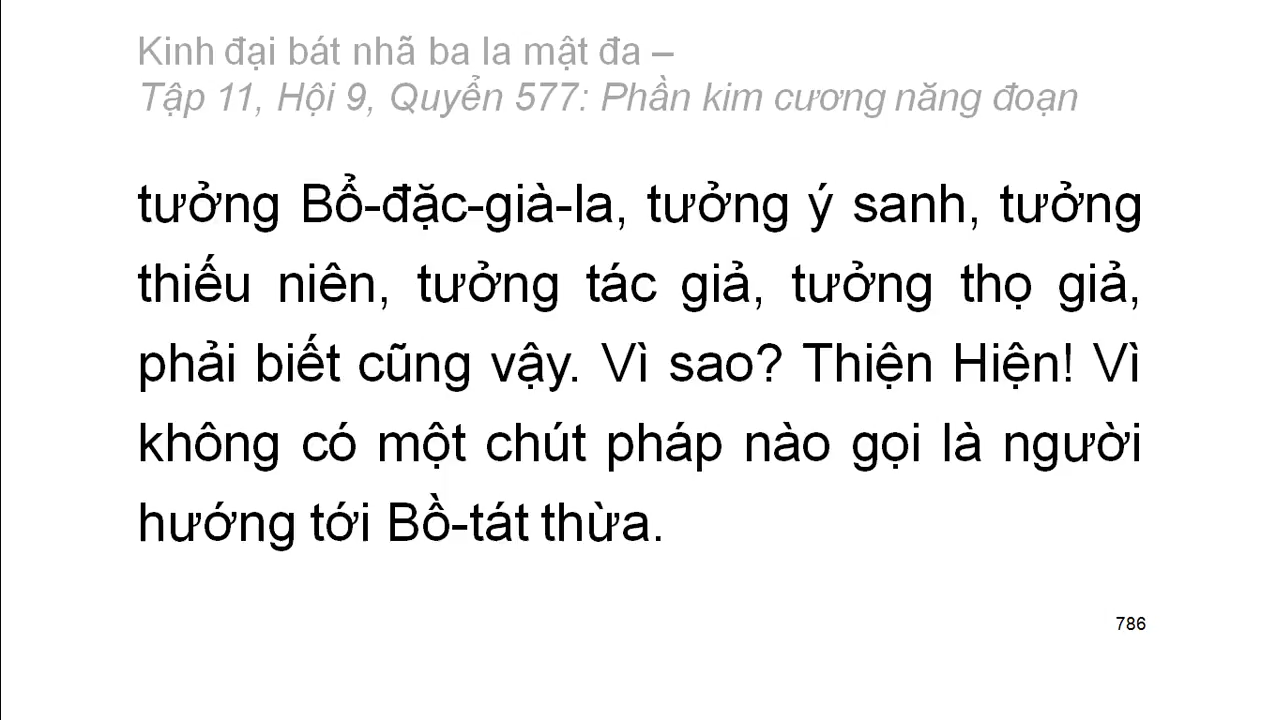 Kinh đại bát nhã ba la mật đa –
Tập 11, Hội 9, Quyển 577: Phần kim cương năng đoạn
tưởng Bổ-đặc-già-la, tưởng ý sanh, tưởng
thiếu niên, tưởng tác giả, tưởng thọ giả,
phải biết cũng vậy. Vì sao? Thiện Hiện! Vì
không có một chút pháp nào gọi là người
hướng tới Bồ-tát thừa.
786